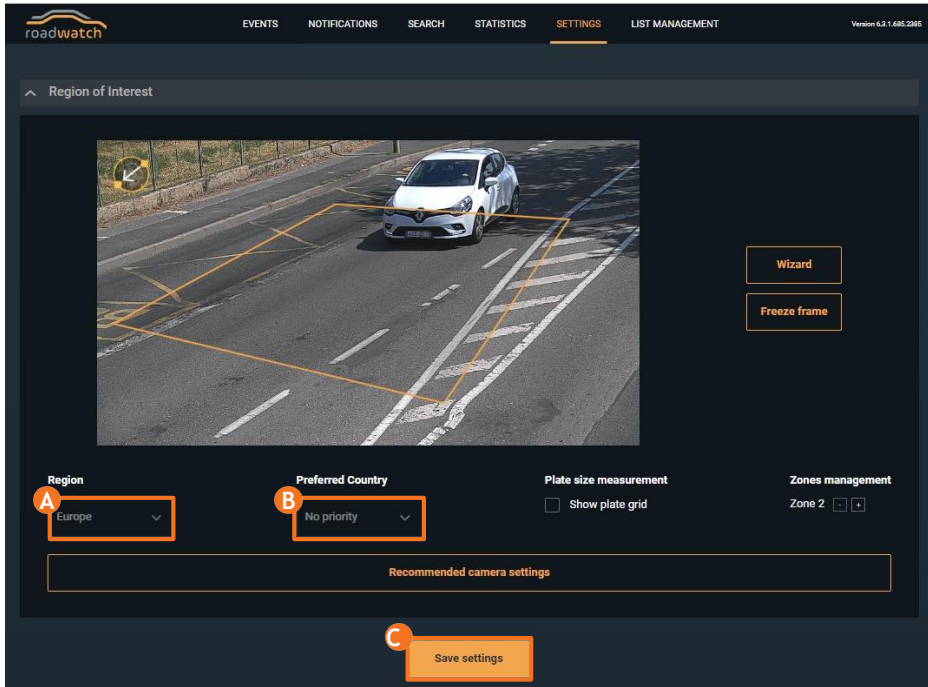 roadwatch
EVENTS NOTIFICATIONS SEARCH STATISTICS SETTINGS LIST MANAGEMENT Version 6.3.1.685.2385
Region of Interest
Wizard
Freeze frame
Region Preferred Country Plate size measurement Zones management
A B
Europe No priority Show plate grid Zone 2 - +
Recommended camera settings
C
Save settings